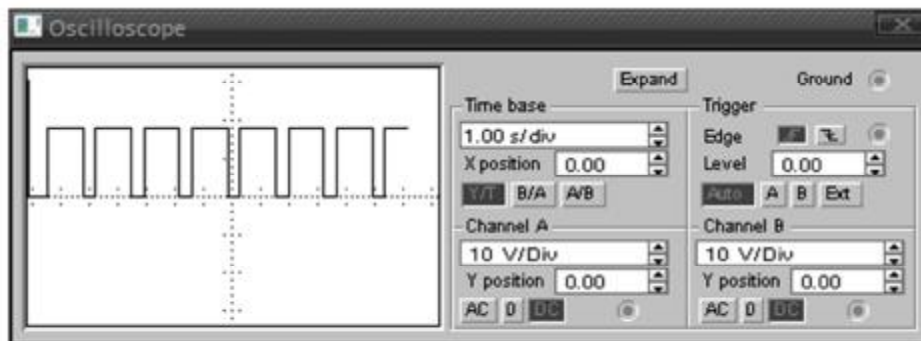 Oscilloscope
Expand Ground
Time base
1.00 s/div
X position 0.00
Y/T B/A A/B
Trigger
Edge
Level 0.00
Auto A B Ext
Channel A
10 V/Div
Y position 0.00
AC 0 DC
Channel B
10 V/Div
Y position 0.00
AC 0 DC